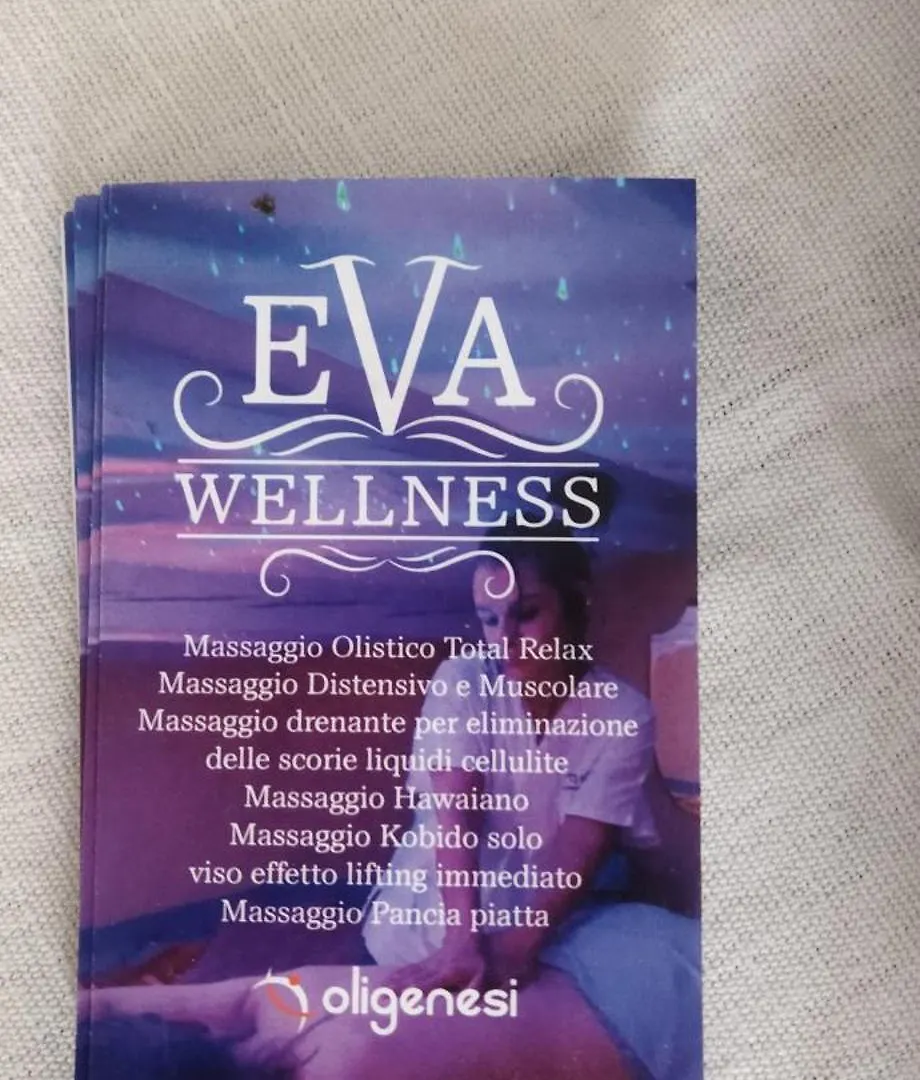 EVA
WELLNESS
Massaggio Olistico Total Relax
Massaggio Distensivo e Muscolare
Massaggio drenante per eliminazione
delle scorie liquidi cellulite
Massaggio Hawaiano
Massaggio Kobido solo
viso effetto lifting immediato
Massaggio Pancia piatta
oligenesi